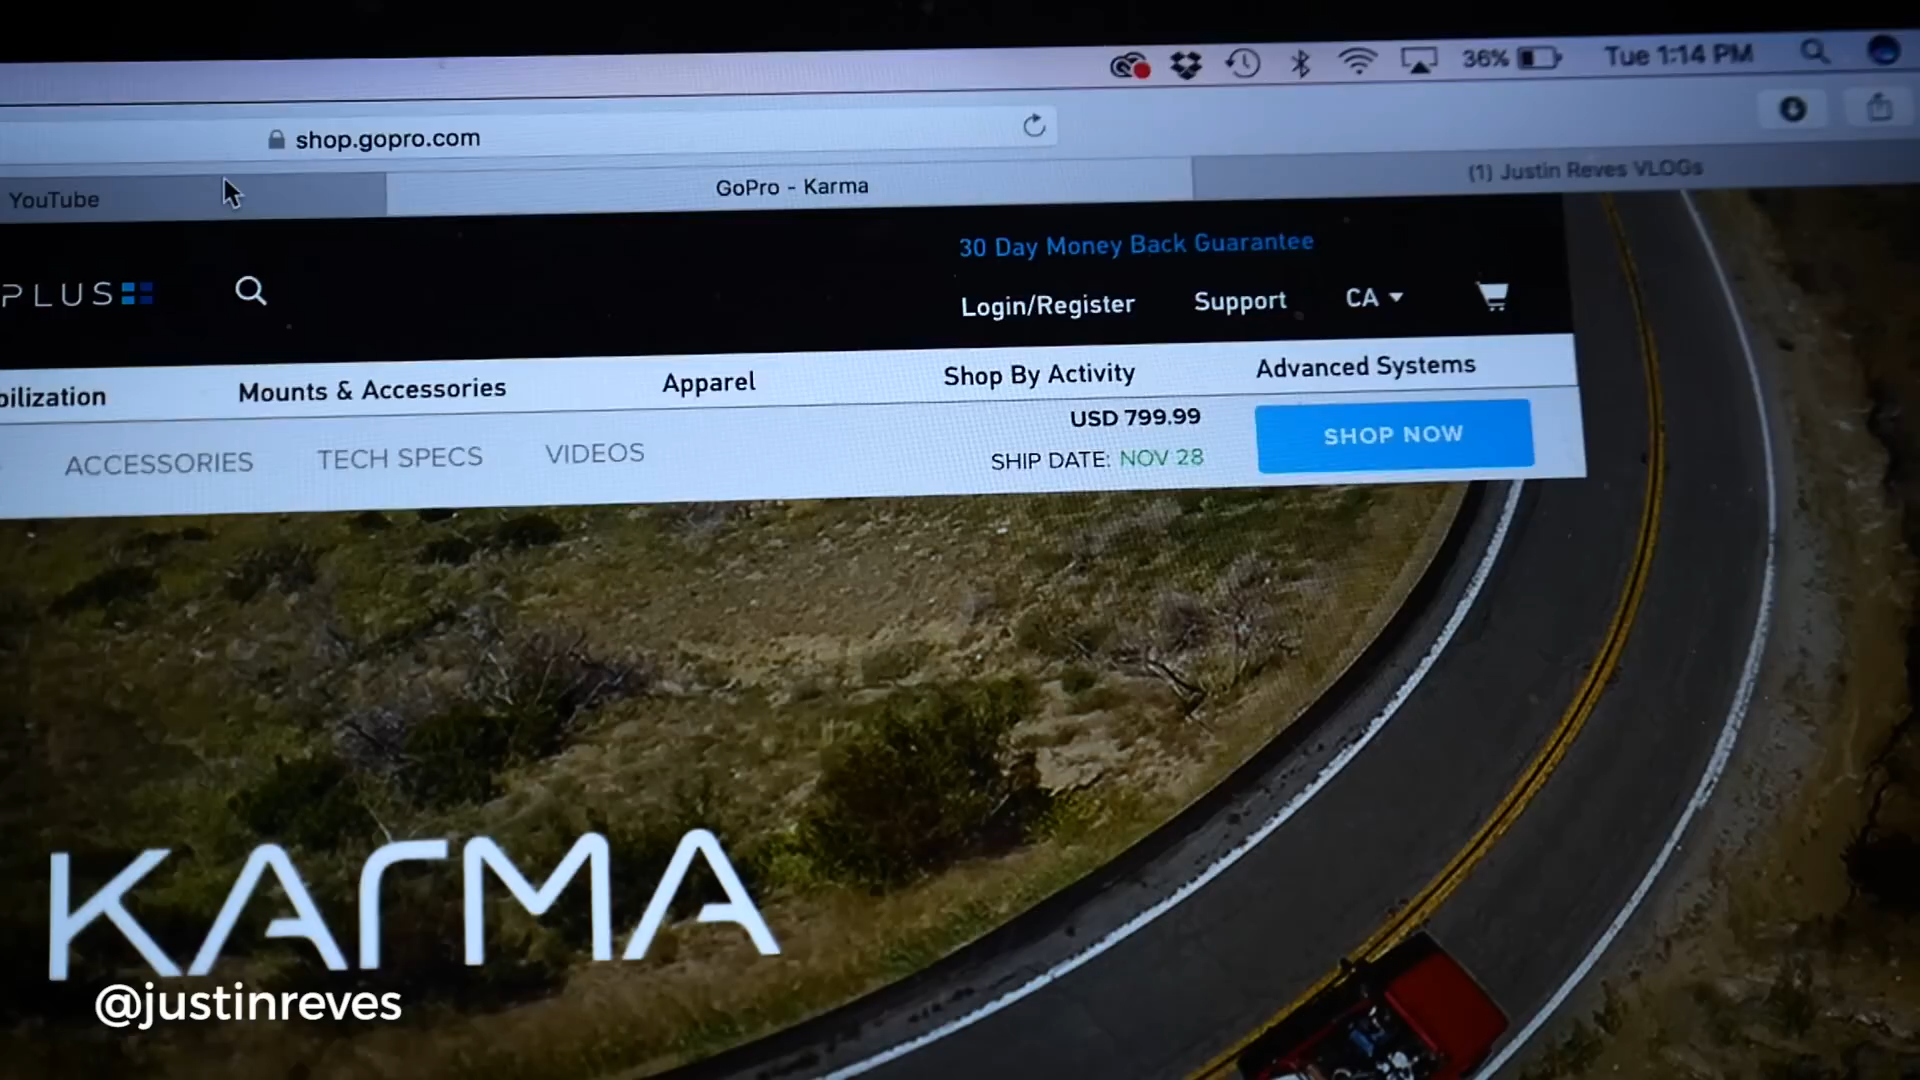 36% Tue 1:14 PM
shop.gopro.com
YouTube
GoPro - Karma
(1) Justin Reves VLOGs
30 Day Money Back Guarantee
PLUS
Login/Register
Support
CA
bilization
Mounts & Accessories
Apparel
Shop By Activity
Advanced Systems
ACCESSORIES
TECH SPECS
VIDEOS
USD 799.99
SHIP DATE: NOV 28
SHOP NOW
KArMA
@justinreves